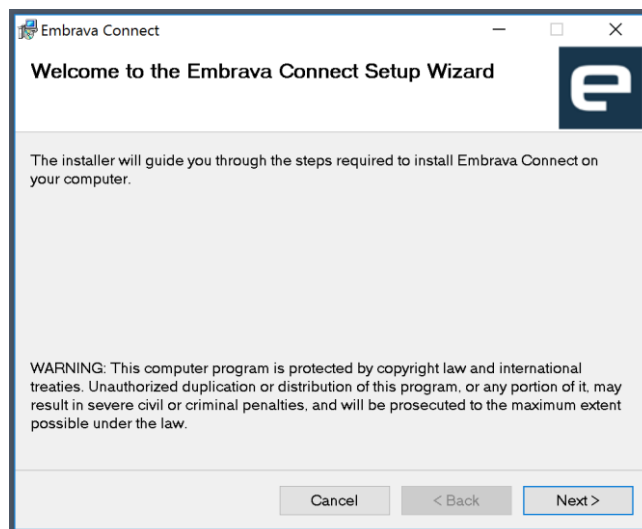 Embrava Connect
Welcome to the Embrava Connect Setup Wizard
e
The installer will guide you through the steps required to install Embrava Connect on
your computer.
WARNING: This computer program is protected by copyright law and international
treaties. Unauthorized duplication or distribution of this program, or any portion of it, may
result in severe civil or criminal penalties, and will be prosecuted to the maximum extent
possible under the law.
Cancel < Back Next >